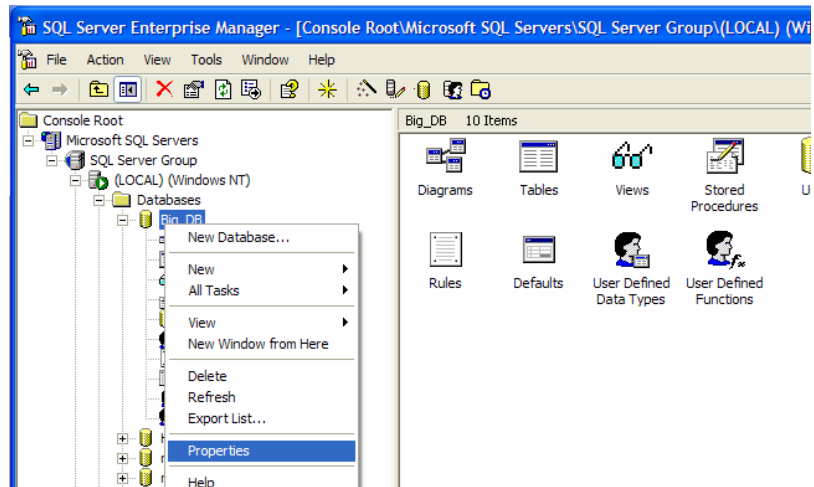 SQL Server Enterprise Manager - [Console Root\Microsoft SQL Servers\SQL Server Group\(LOCAL) (Wi
File Action View Tools Window Help
Console Root
Microsoft SQL Servers
SQL Server Group
(LOCAL) (Windows NT)
Databases
Big_DB
New Database...
New
All Tasks
View
New Window from Here
Delete
Refresh
Export List...
Properties
Help
Big_DB 10 Items
Diagrams Tables Views Stored Procedures U
Rules Defaults User Defined Data Types User Defined Functions